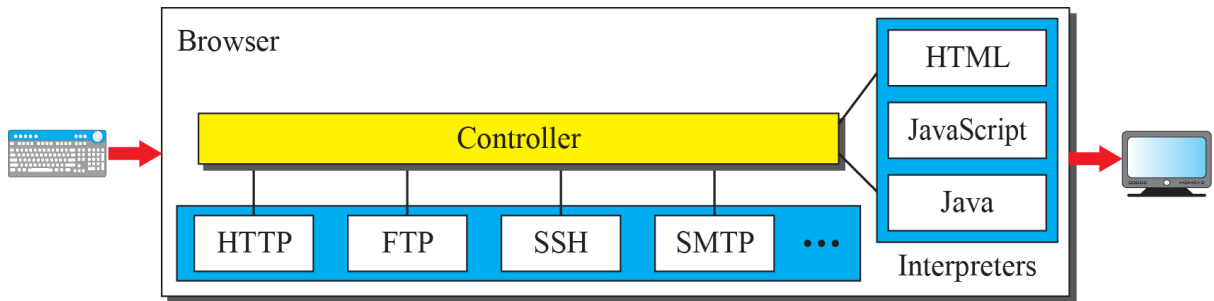 Browser
Controller
HTTP
FTP
SSH
SMTP
...
HTML
JavaScript
Java
Interpreters